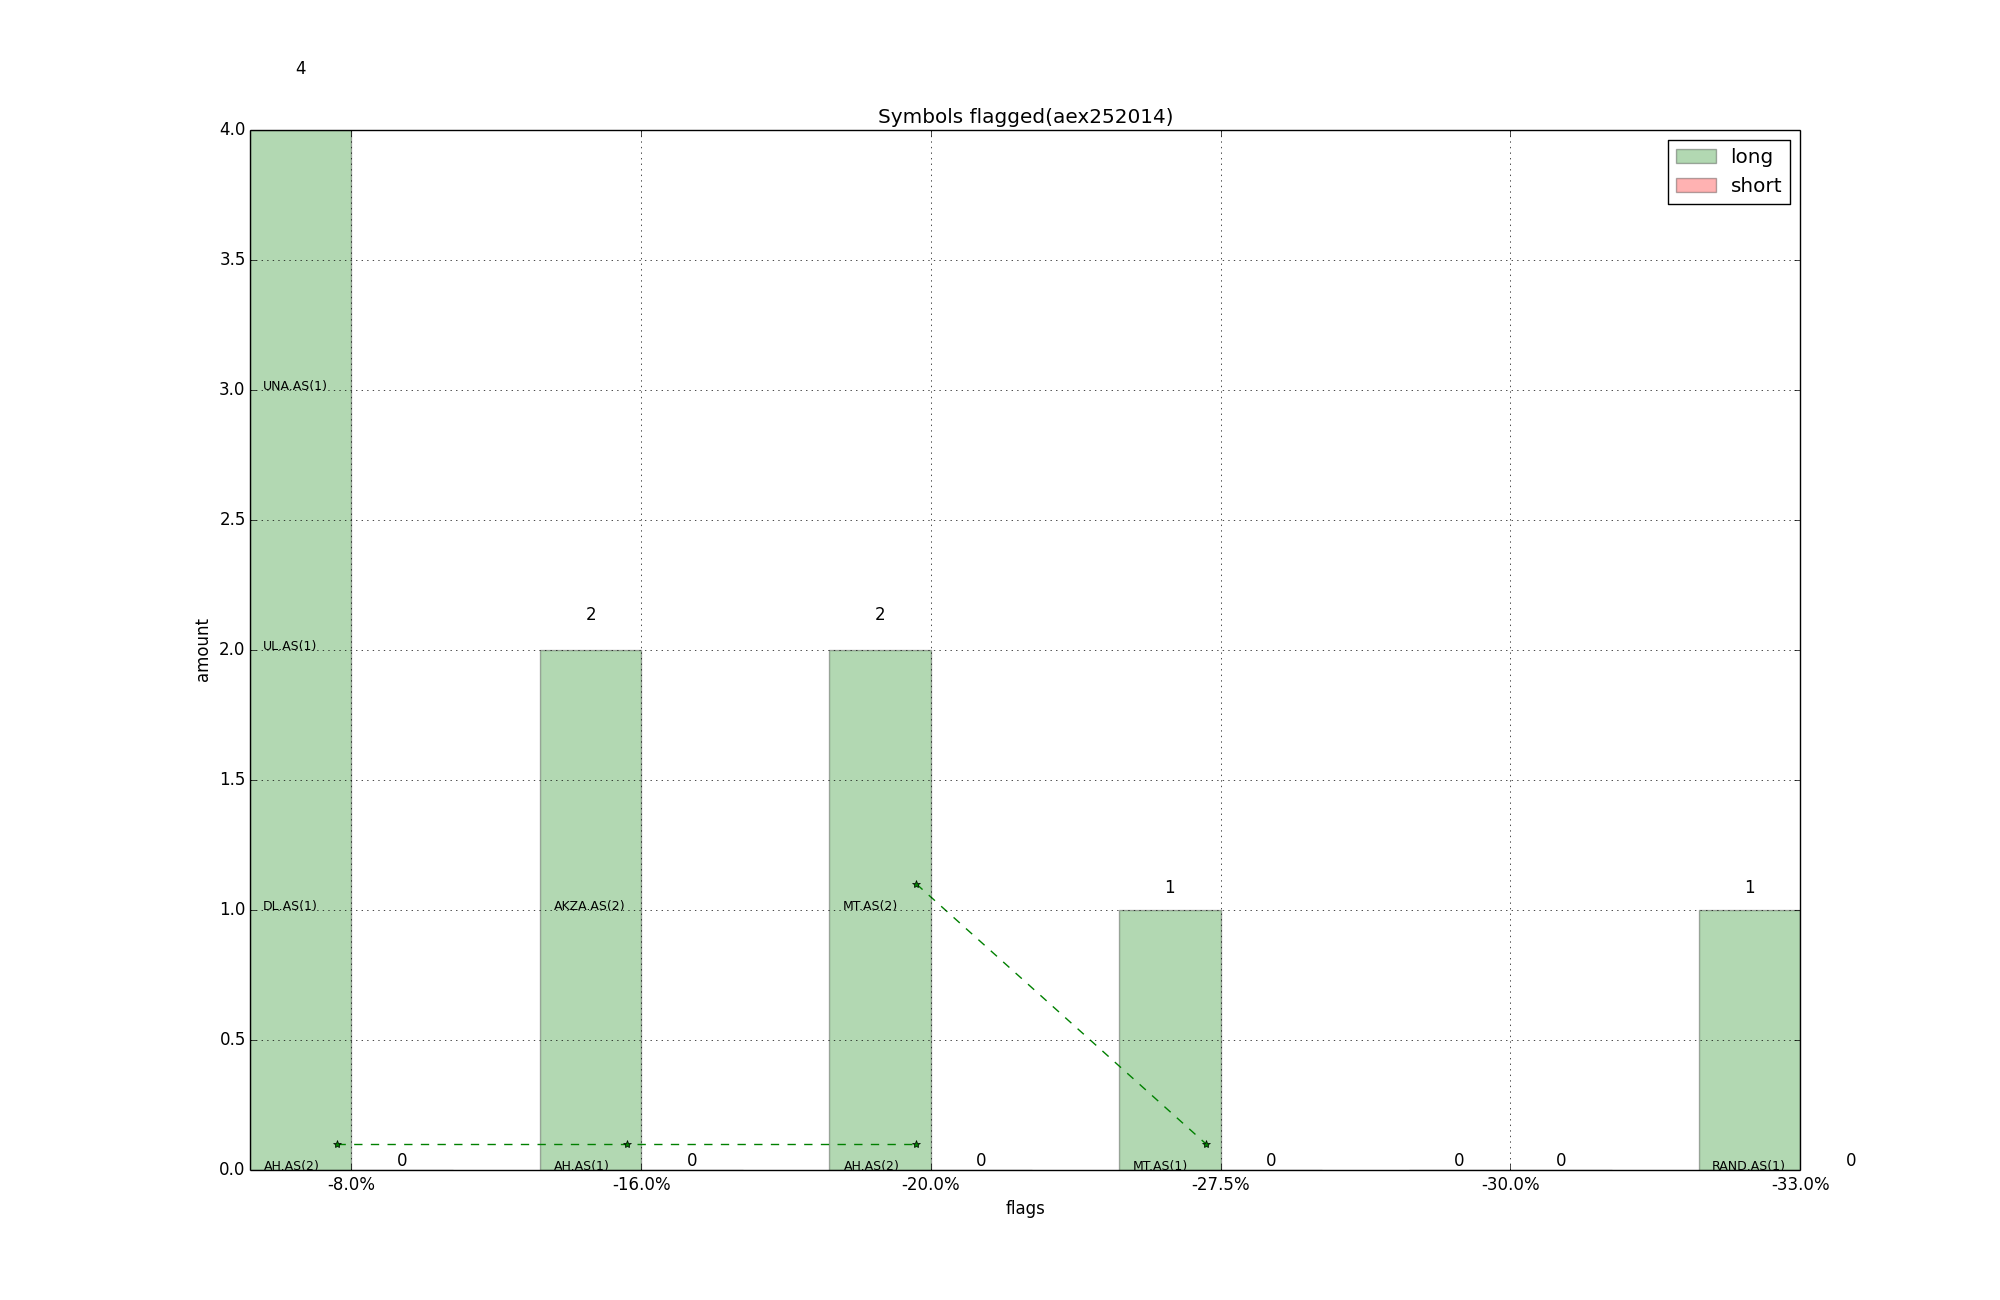 4
Symbols flagged(aex252014)
4.0
long
short
3.5
3.0
UNA.AS(1)
2.5
2
2
2.0
UL.AS(1)
amount
1.5
1
1
1.0
DL.AS(1)
AKZA.AS(2)
MT.AS(2)
0.5
0.0
AH.AS(2)
0
AH.AS(1)
0
AH.AS(2)
0
MT.AS(1)
0
0
0
RAND.AS(1)
0
-8.0%
-16.0%
-20.0%
-27.5%
-30.0%
-33.0%
flags